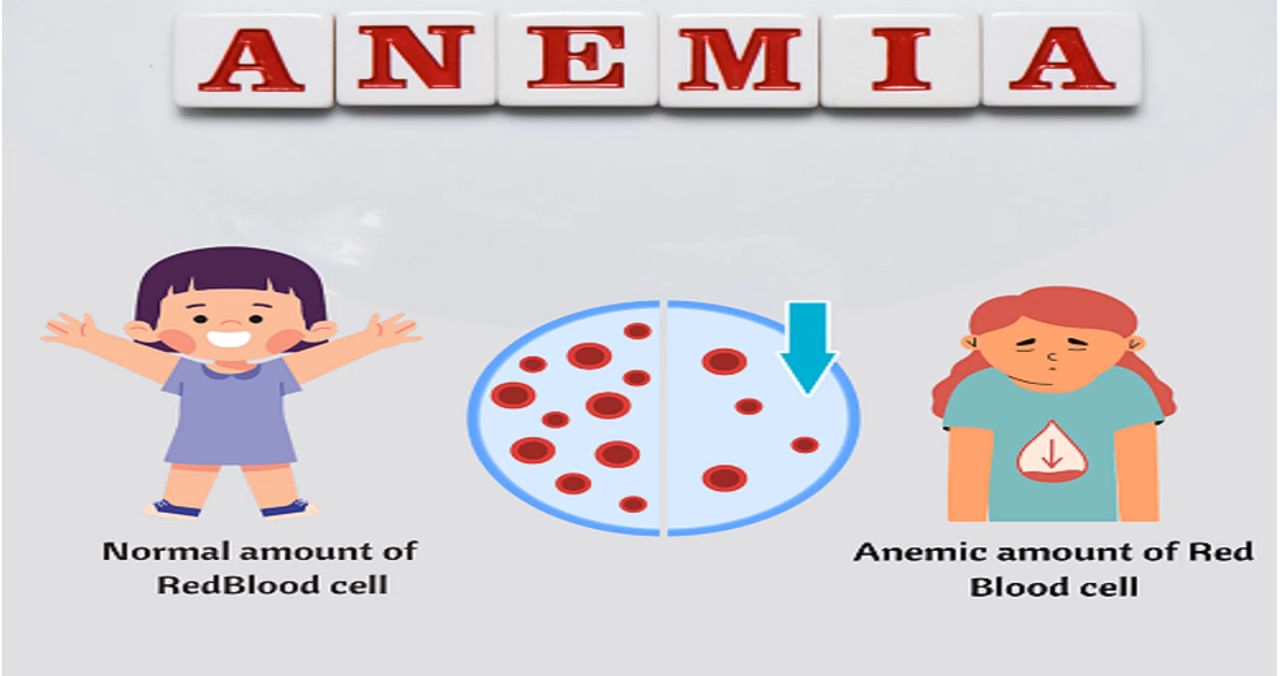 ANEMIA
Normal amount of
RedBlood cell
Anemic amount of Red
Blood cell